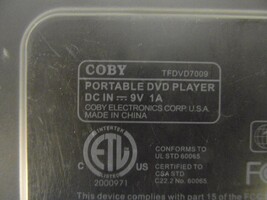 COBY TFDVD7009
PORTABLE DVD PLAYER
DC IN ⎓ 9V 1A
COBY ELECTRONICS CORP. U.S.A.
MADE IN CHINA
INTERTEK
C ETL US
LISTED
2000971
CONFORMS TO
UL STD 60065
CERTIFIED TO
CSA STD
C22.2 No. 60065
This device complies with part 15 of the FCC